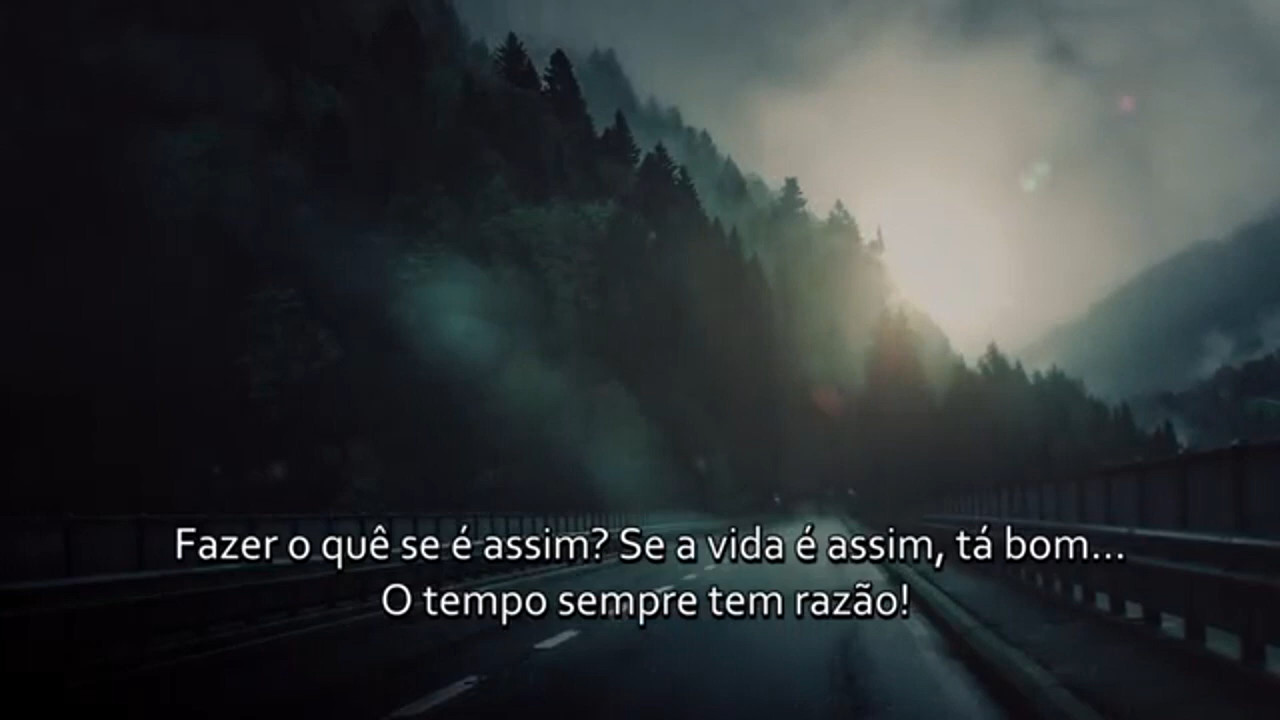 Fazer o quê se é assim? Se a vida é assim, tá bom...
O tempo sempre tem razão!